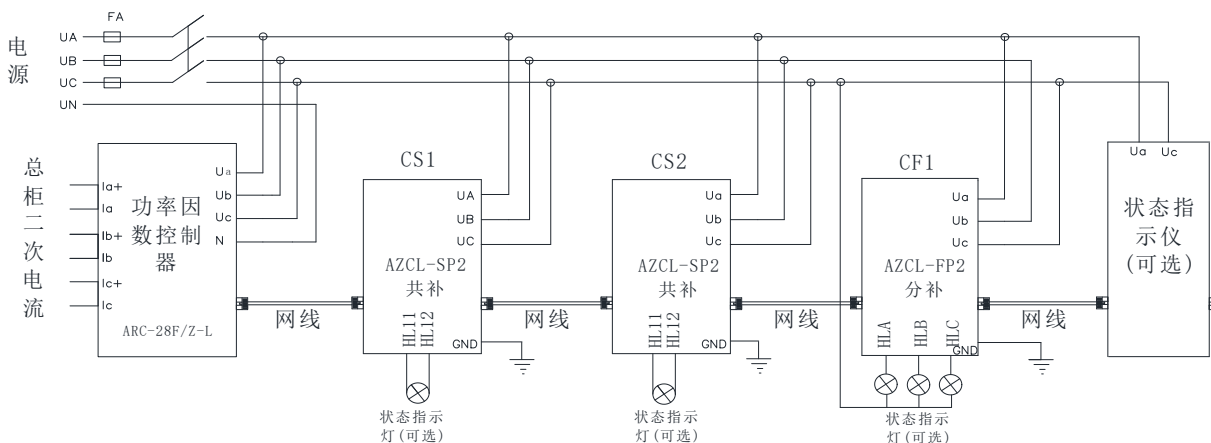 FA
电源
UA
UB
UC
UN
总柜二次电流
Ia+
Ia
Ib+
Ib
Ic+
Ic
功率因
数控制
器
ARC-28F/Z-L
Ua
Ub
Uc
N
网线
CS1
UA
UB
UC
AZCL-SP2
共补
HL11
HL12
GND
状态指示
灯(可选)
网线
CS2
Ua
Ub
Uc
AZCL-SP2
共补
HL11
HL12
GND
状态指示
灯(可选)
网线
CF1
Ua
Ub
Uc
AZCL-FP2
分补
HLA
HLB
HLC
GND
状态指示
灯(可选)
网线
Ua
Uc
状态指
示仪
(可选)